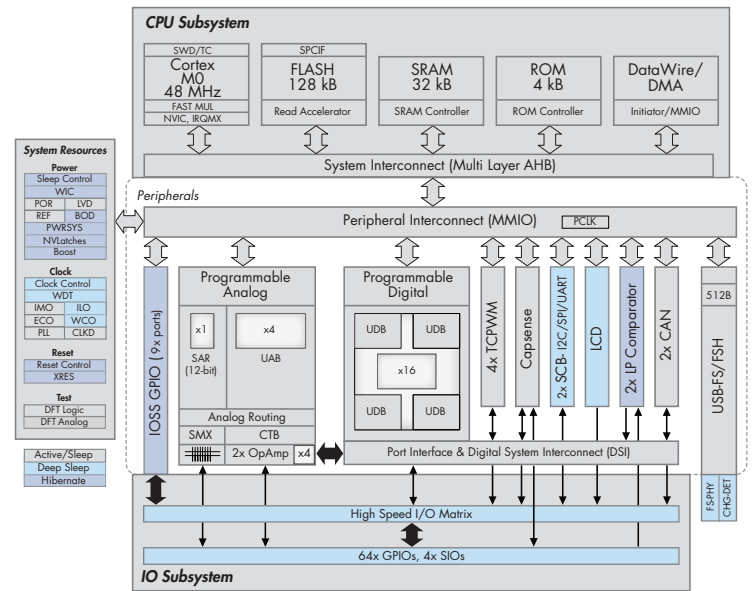 CPU Subsystem
SWD/TC
Cortex
M0
48 MHz
FAST MUL
NVIC, IRQMX
SPCIF
FLASH
128 kB
Read Accelerator
SRAM
32 kB
SRAM Controller
ROM
4 kB
ROM Controller
DataWire/
DMA
Initiator/MMIO
System Interconnect (Multi Layer AHB)
System Resources
Power
Sleep Control
WIC
POR LVD
REF BOD
PWRSYS
NVLatches
Boost
Clock
Clock Control
WDT
IMO ILO
ECO WCO
PLL CLKD
Reset
Reset Control
XRES
Test
DFT Logic
DFT Analog
Active/Sleep
Deep Sleep
Hibernate
Peripherals
Peripheral Interconnect (MMIO)
PCLK
IOSS GPIO (9x ports)
Programmable
Analog
x1
SAR
(12-bit)
x4
UAB
Analog Routing
SMX
CTB
2x OpAmp
x4
Programmable
Digital
UDB
UDB
x16
UDB
UDB
4x TCPWM
Capsense
2x SCB- I2C/SPI/UART
LCD
2x LP Comparator
2x CAN
512B
USB-FS/FSH
Port Interface & Digital System Interconnect (DSI)
FS-PHY
CHG-DET
High Speed I/O Matrix
64x GPIOs, 4x SIOs
IO Subsystem